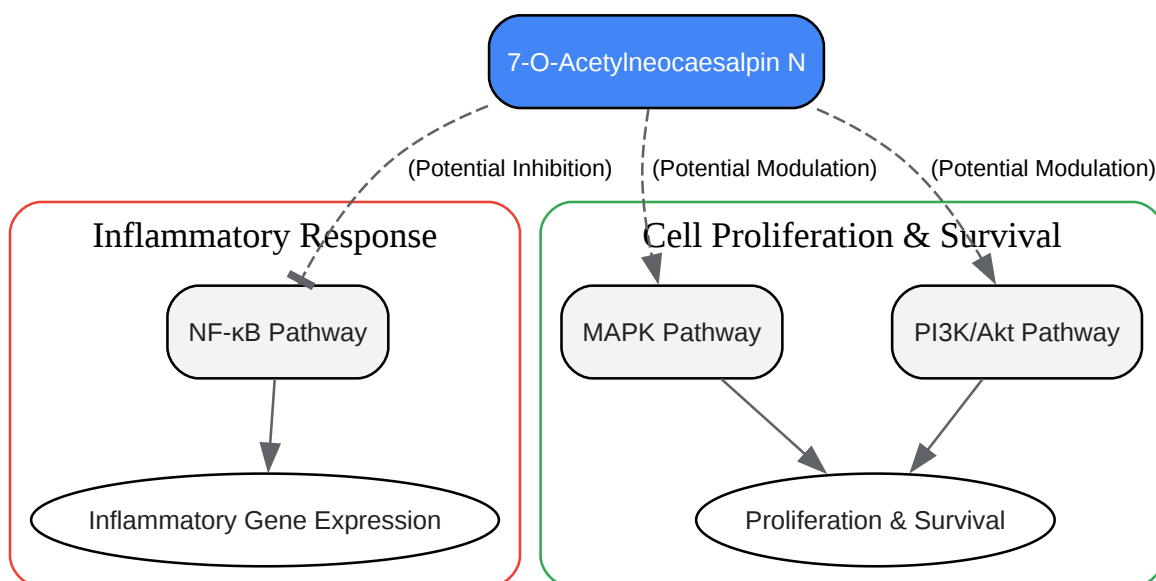 7-O-Acetylneocaesalpin N
(Potential Inhibition)
(Potential Modulation)
(Potential Modulation)
Inflammatory Response
Cell Proliferation & Survival
NF-κB Pathway
MAPK Pathway
PI3K/Akt Pathway
Inflammatory Gene Expression
Proliferation & Survival